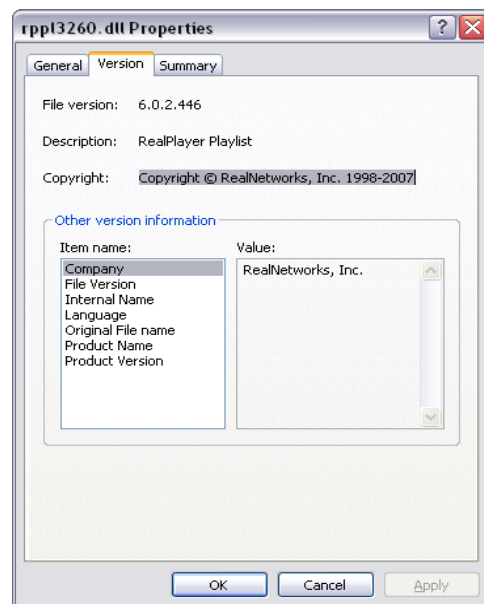 rppl3260.dll Properties
General Version Summary
File version: 6.0.2.446
Description: RealPlayer Playlist
Copyright: Copyright © RealNetworks, Inc. 1998-2007
Other version information
Item name: Value:
Company RealNetworks, Inc.
File Version
Internal Name
Language
Original File name
Product Name
Product Version
OK Cancel Apply